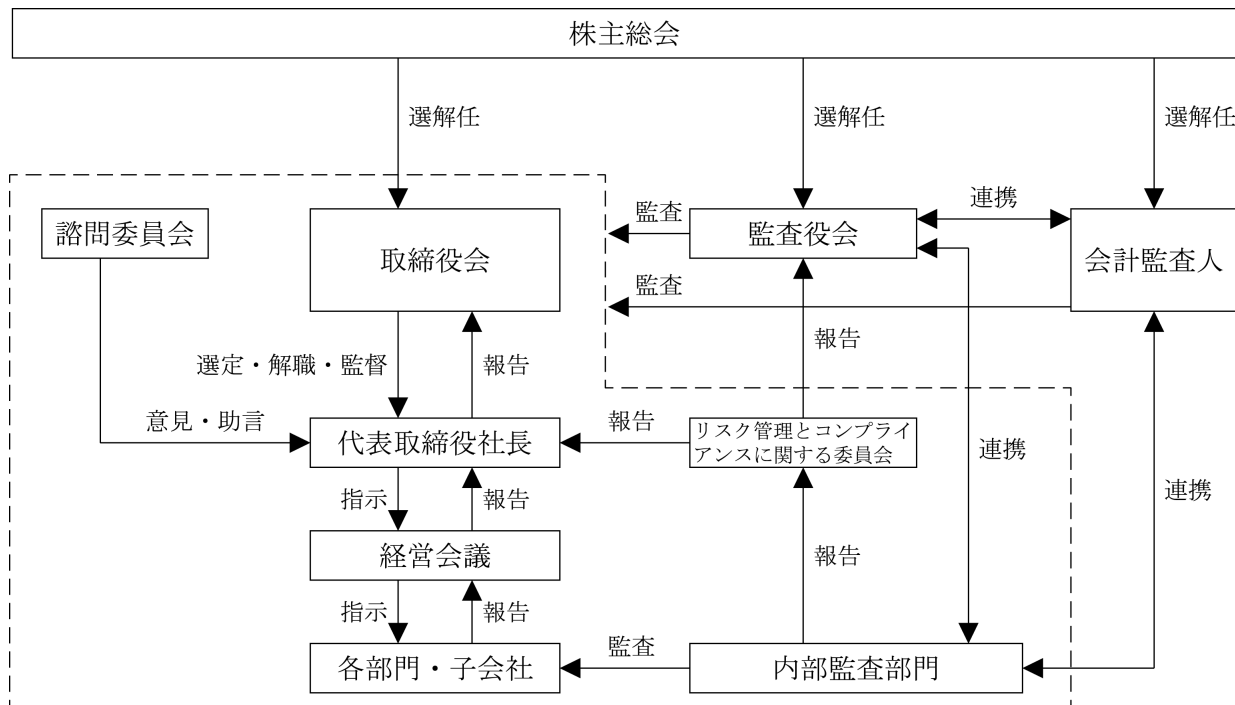 株主総会
選解任
選解任
選解任
諮問委員会
取締役会
監査
監査役会
連携
会計監査人
監査
報告
選定・解職・監督
報告
意見・助言
代表取締役社長
報告
リスク管理とコンプライ
アンスに関する委員会
連携
指示
報告
連携
経営会議
報告
指示
報告
各部門・子会社
監査
内部監査部門